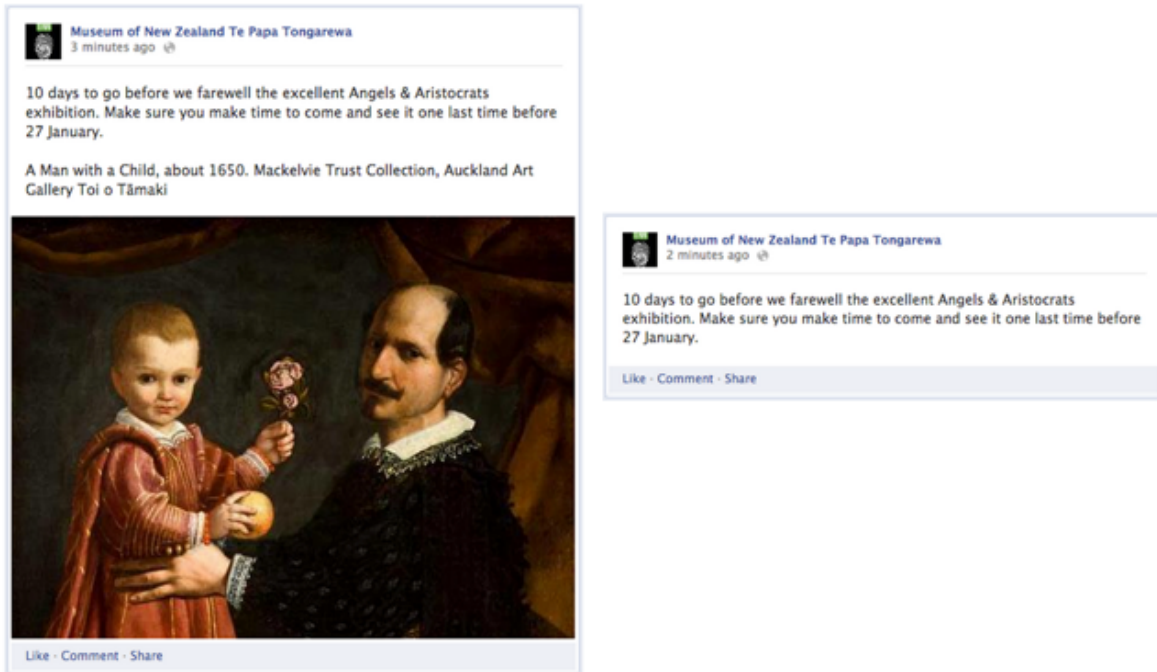 Museum of New Zealand Te Papa Tongarewa
3 minutes ago
10 days to go before we farewell the excellent Angels & Aristocrats
exhibition. Make sure you make time to come and see it one last time before
27 January.
A Man with a Child, about 1650. Mackelvie Trust Collection, Auckland Art
Gallery Toi o Tāmaki
Like · Comment · Share
Museum of New Zealand Te Papa Tongarewa
2 minutes ago
10 days to go before we farewell the excellent Angels & Aristocrats
exhibition. Make sure you make time to come and see it one last time before
27 January.
Like · Comment · Share